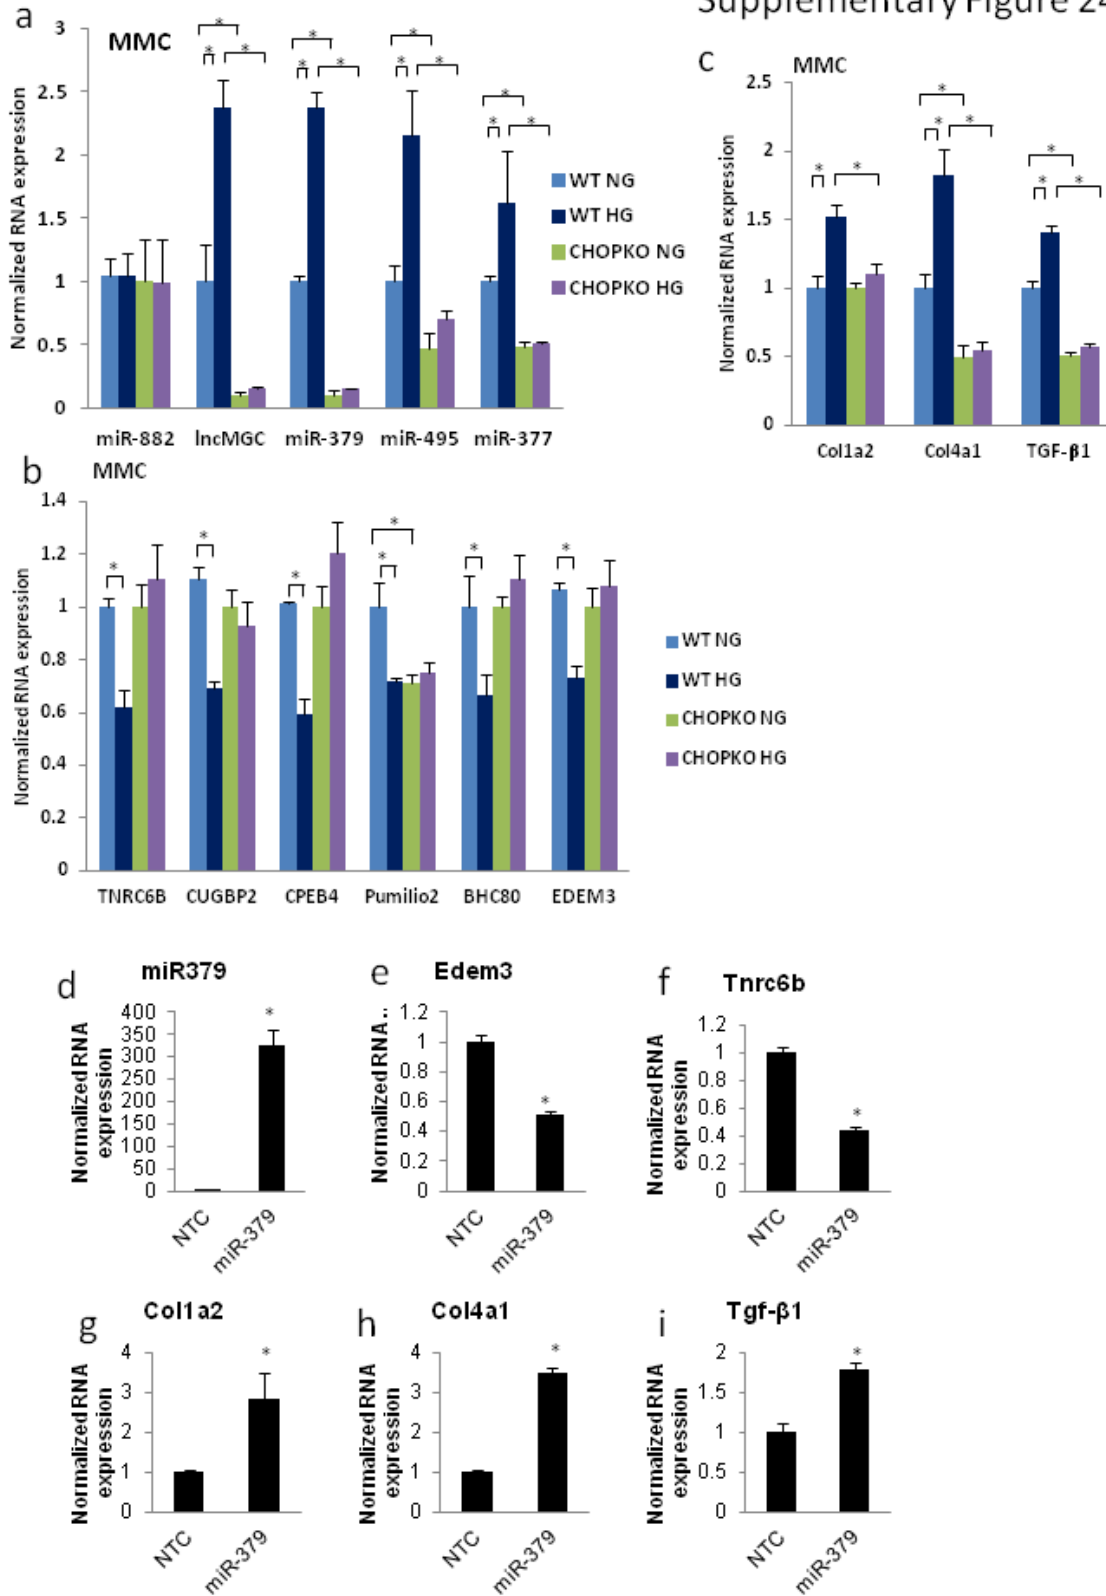 Supplementary Figure 24
a
MMC
Normalized RNA expression
3
2.5
2
1.5
1
0.5
0
* * * * * * * * * * * *
miR-882 lncMGC miR-379 miR-495 miR-377
WT NG
WT HG
CHOPKO NG
CHOPKO HG
c
MMC
Normalized RNA expression
2.5
2
1.5
1
0.5
0
* * * * * * * *
Col1a2 Col4a1 TGF-β1
b
MMC
Normalized RNA expression
1.4
1.2
1
0.8
0.6
0.4
0.2
0
* * * * * * *
TNRC6B CUGBP2 CPEB4 Pumilio2 BHC80 EDEM3
WT NG
WT HG
CHOPKO NG
CHOPKO HG
d
miR379
Normalized RNA
expression
400
350
300
250
200
150
100
50
0
*
NTC miR-379
e
Edem3
Normalized RNA..
1.2
1
0.8
0.6
0.4
0.2
0
*
NTC miR-379
f
Tnrc6b
Normalized RNA
expression
1.2
1
0.8
0.6
0.4
0.2
0
*
NTC miR-379
g
Col1a2
Normalized RNA
expression
4
3
2
1
0
*
NTC miR-379
h
Col4a1
Normalized RNA
expression
4
3
2
1
0
*
NTC miR-379
i
Tgf-β1
Normalized RNA
expression
2
1.5
1
0.5
0
*
NTC miR-379